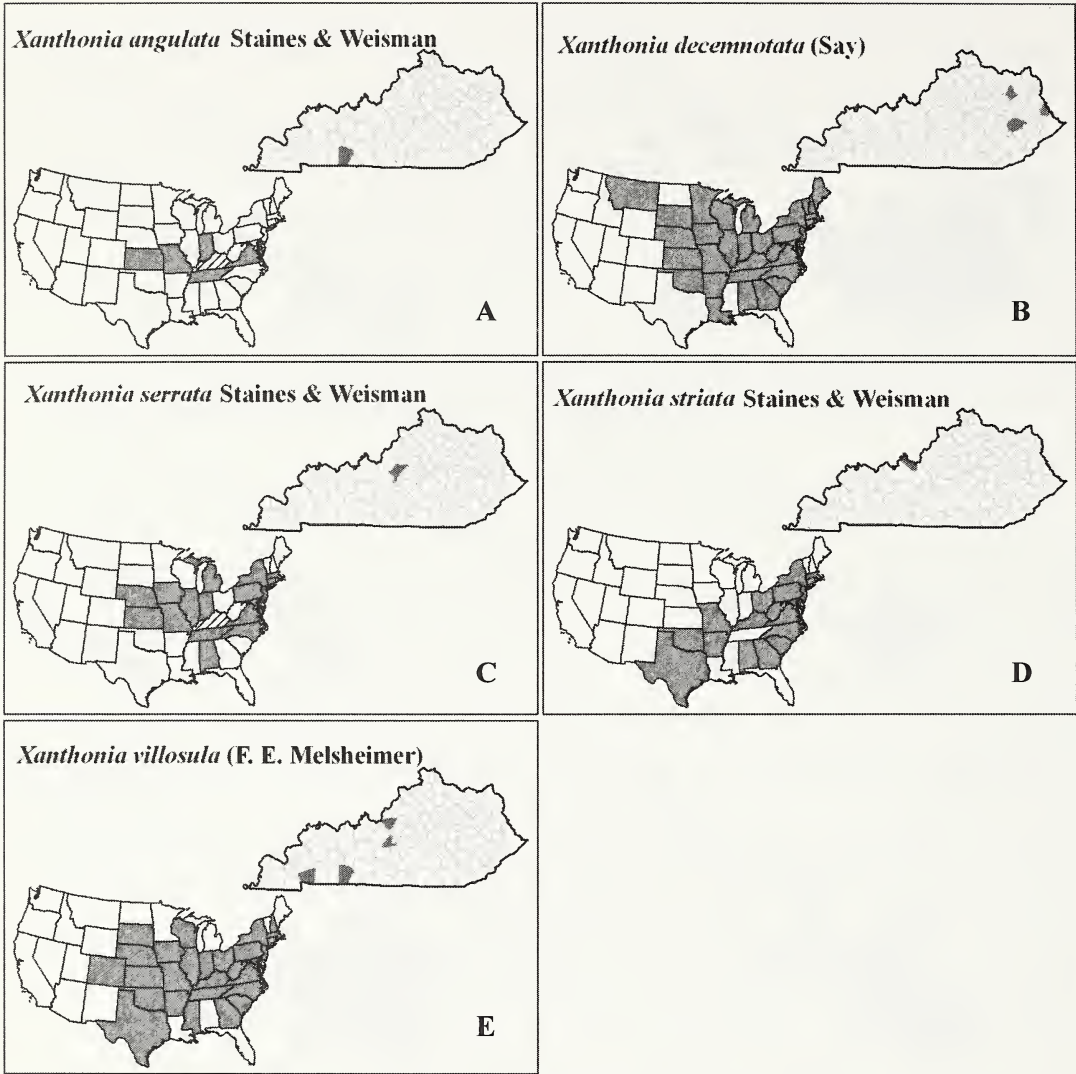 Xanthonia angulata Staines & Weisman
A
Xanthonia decemnotata (Say)
B
Xanthonia serrata Staines & Weisman
C
Xanthonia striata Staines & Weisman
D
Xanthonia villosula (F. E. Melsheimer)
E